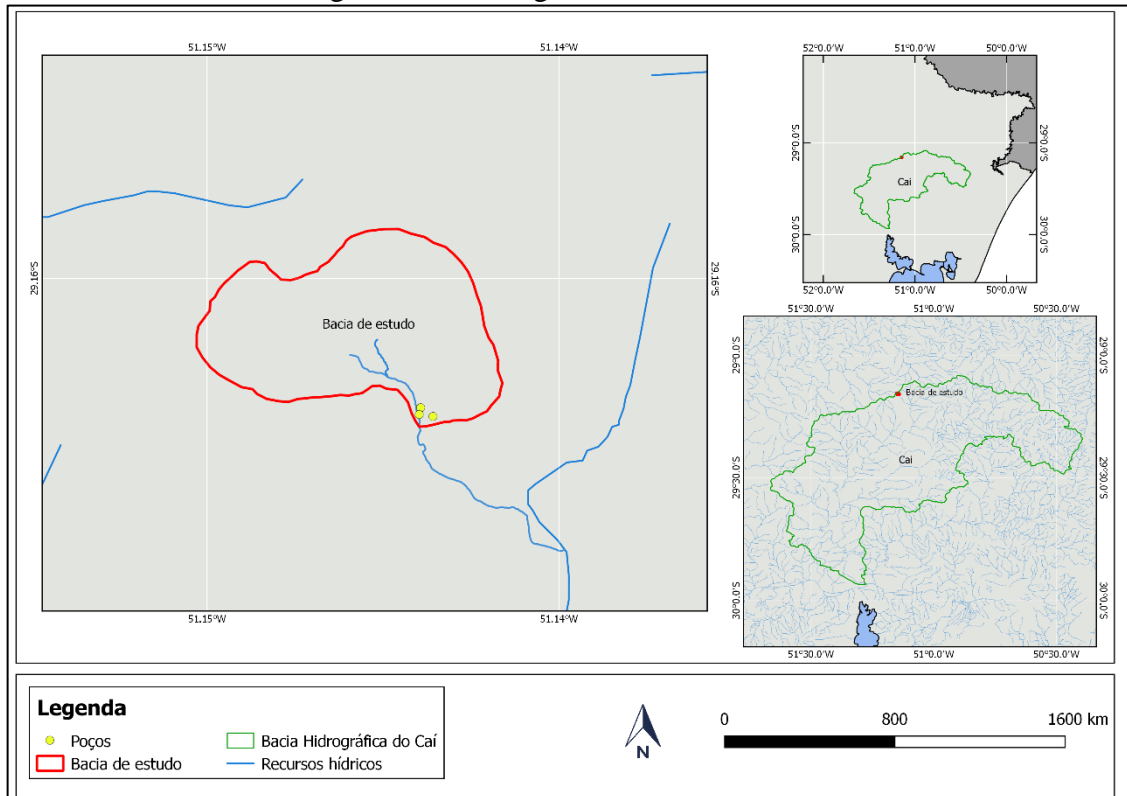 51.15°W
51.14°W
29.16°S
29.16°S
Bacia de estudo
51.15°W
51.14°W
52°0.0'W
51°0.0'W
50°0.0'W
29°0.0'S
29°0.0'S
Cai
30°0.0'S
30°0.0'S
52°0.0'W
51°0.0'W
50°0.0'W
51°30.0'W
51°0.0'W
50°30.0'W
29°0.0'S
29°0.0'S
Bacia de estudo
Cai
29°30.0'S
29°30.0'S
30°0.0'S
30°0.0'S
51°30.0'W
51°0.0'W
50°30.0'W
Legenda
Poços
Bacia de estudo
Bacia Hidrográfica do Caí
Recursos hídricos
N
0 800 1600 km